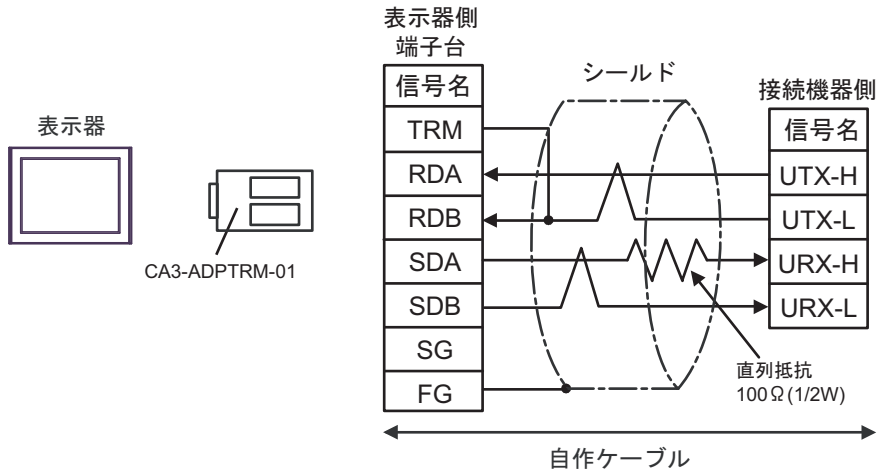 表示器
CA3-ADPTRM-01
表示器側
端子台
信号名
TRM
RDA
RDB
SDA
SDB
SG
FG
シールド
接続機器側
信号名
UTX-H
UTX-L
URX-H
URX-L
直列抵抗
100Ω(1/2W)
自作ケーブル